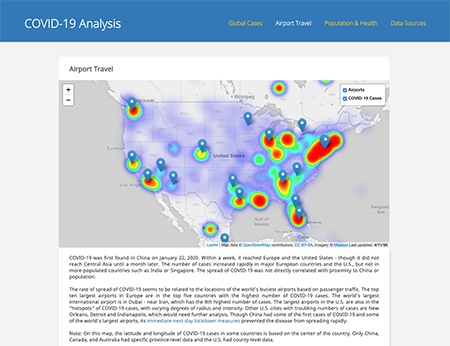 COVID-19 Analysis
Global Cases Airport Travel Population & Health Data Sources
Airport Travel
+
−
Airports
COVID-19 Cases
Vancouver
Winnipeg
United States
Los Angeles
Gulf of
Mexico
Leaflet | Map data © OpenStreetMap contributors, CC-BY-SA, Imagery © Mapbox Last updated: 4/11/20
COVID-19 was first found in China on January 22, 2020. Within a week, it reached Europe and the United States - though it did not
reach Central Asia until a month later. The number of cases increased rapidly in major European countries and the U.S., but not in
more populated countries such as India or Singapore. The spread of COVID-19 was not directly correlated with proximity to China or
population.
The rate of spread of COVID-19 seems to be related to the locations of the world's busiest airports based on passenger traffic. The top
ten largest airports in Europe are in the top five countries with the highest number of COVID-19 cases. The world's largest
international airport is in Dubai - near Iran, which has the 8th highest number of cases. The largest airports in the U.S. are also in the
"hotspots" of COVID-19 cases, with varying degrees of radius and intensity. Other U.S. cities with troubling numbers of cases are New
Orleans, Detroit and Indianapolis, which would need further analysis. Though China had some of the first cases of COVID-19 and some
of the world's largest airports, its immediate next-day lockdown measures prevented the disease from spreading rapidly.
Note: On this map, the latitude and longitude of COVID-19 cases in some countries is based on the center of the country. Only China,
Canada, and Australia had specific province-level data and the U.S. had county-level data.